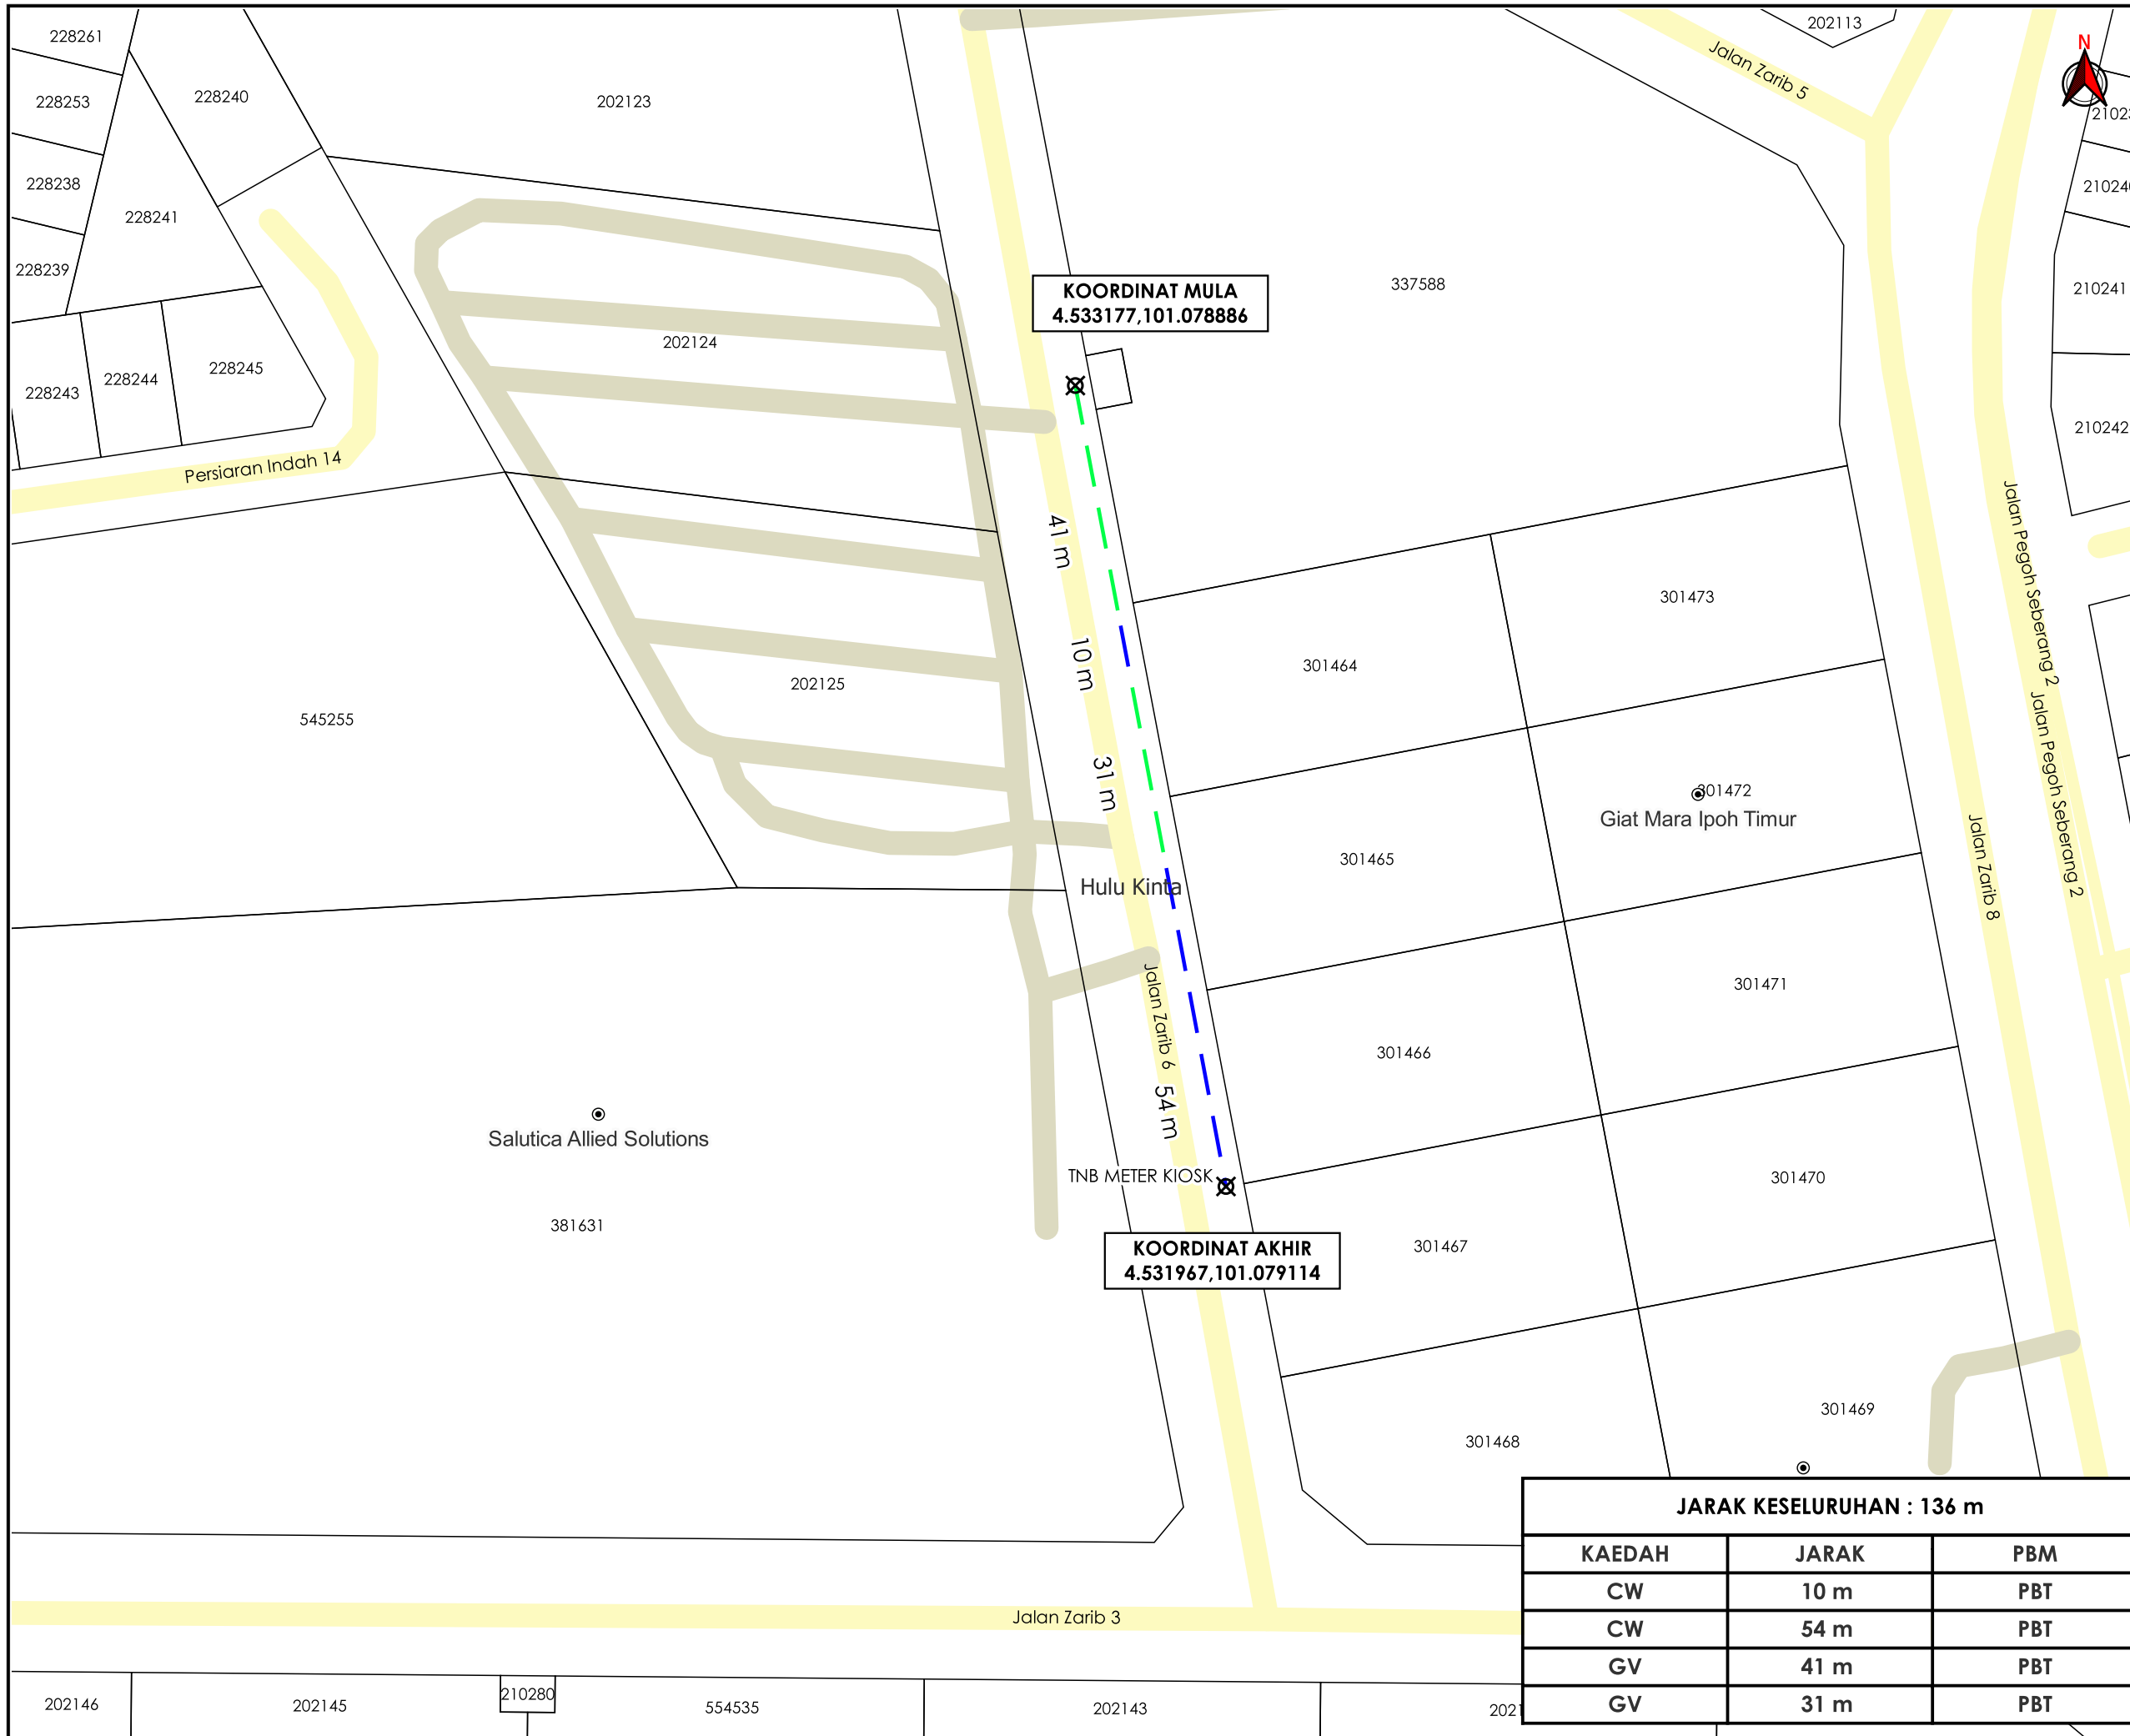 228261
202113
N
Jalan Zarib 5
228253
228240
202123
228238
228241
228239
210241
337588
KOORDINAT MULA
4.533177,101.078886
202124
228243
228244
228245
210242
Persiaran Indah 14
41 m
Jalan Pegoh Seberang 2
301473
301464
10 m
202125
545255
Jalan Pegoh Seberang 2
31 m
301472
Giat Mara Ipoh Timur
301465
Jalan Zarib 8
Hulu Kinta
301471
Jalan Zarib 6
301466
54 m
Salutica Allied Solutions
TNB METER KIOSK
301470
381631
301467
KOORDINAT AKHIR
4.531967,101.079114
301469
301468
JARAK KESELURUHAN : 136 m
KAEDAH JARAK PBM
CW 10 m PBT
CW 54 m PBT
GV 41 m PBT
GV 31 m PBT
Jalan Zarib 3
202146
202145
210280
554535
202143